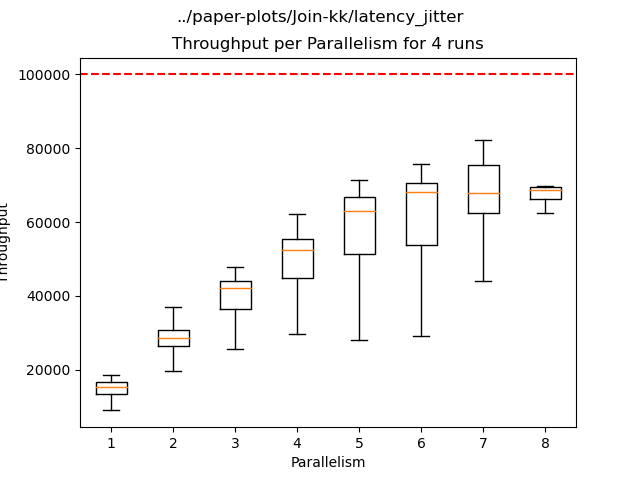 ../paper-plots/Join-kk/latency_jitter
Throughput per Parallelism for 4 runs
100000
80000
60000
40000
20000
Throughput
1 2 3 4 5 6 7 8
Parallelism